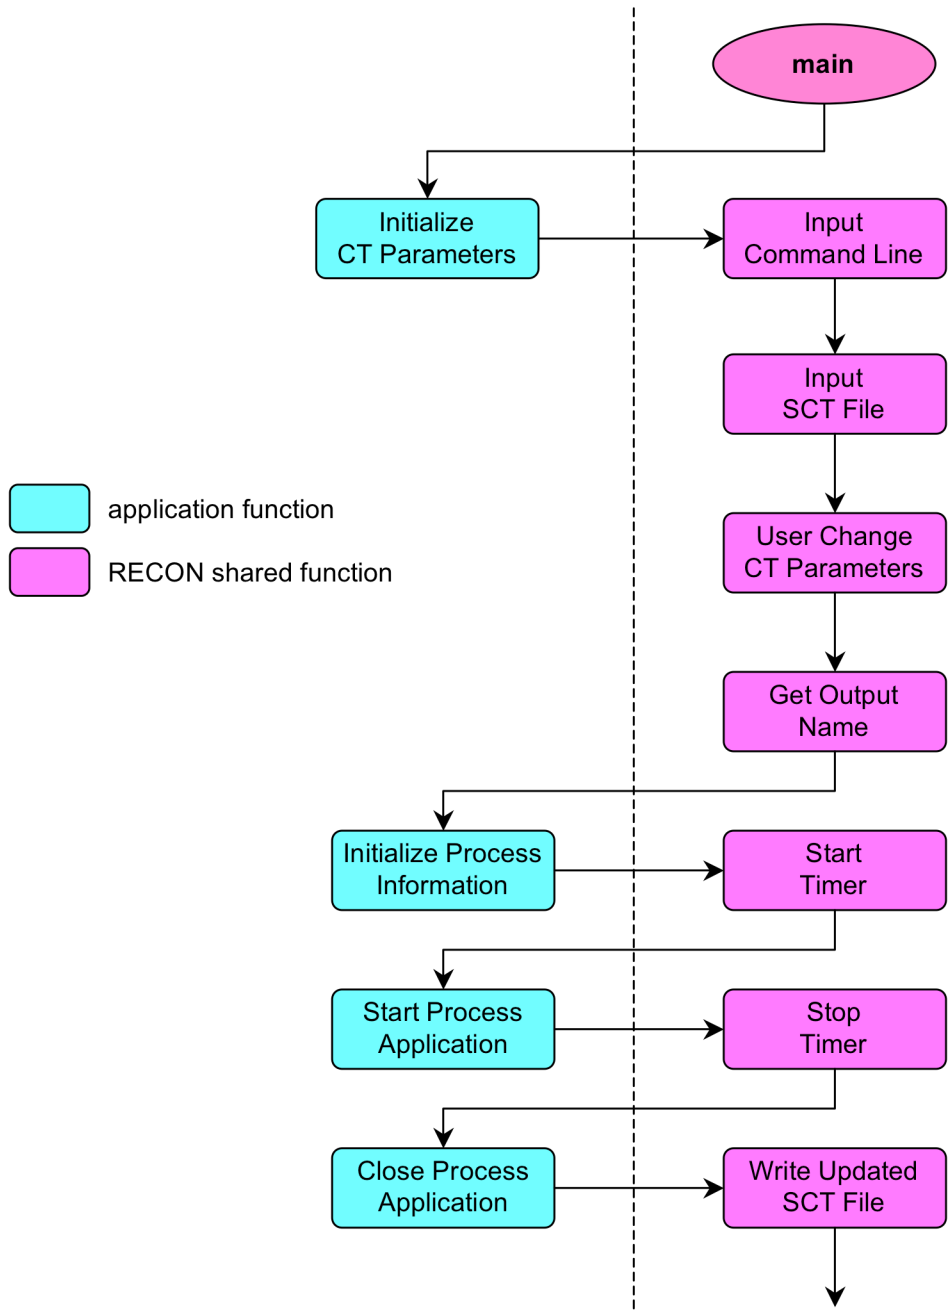 main
Initialize
CT Parameters
Input
Command Line
Input
SCT File
application function
RECON shared function
User Change
CT Parameters
Get Output
Name
Initialize Process
Information
Start
Timer
Start Process
Application
Stop
Timer
Close Process
Application
Write Updated
SCT File